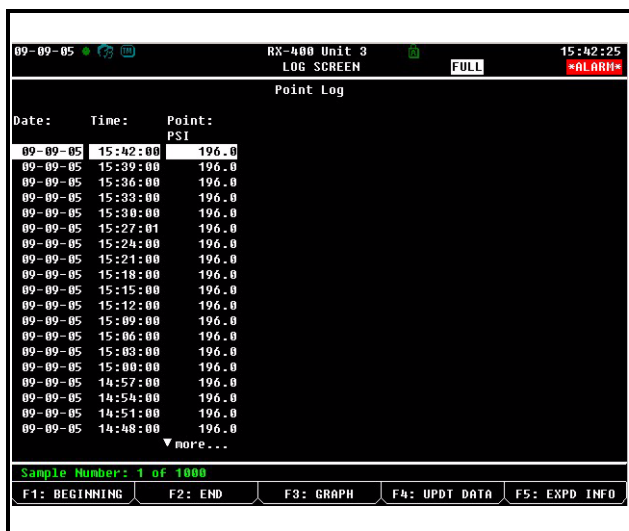 09-09-05 RX-400 Unit 3 15:42:25
LOG SCREEN FULL *ALARM*
Point Log
Date: Time: Point:
PSI
09-09-05 15:42:00 196.0
09-09-05 15:39:00 196.0
09-09-05 15:36:00 196.0
09-09-05 15:33:00 196.0
09-09-05 15:30:00 196.0
09-09-05 15:27:01 196.0
09-09-05 15:24:00 196.0
09-09-05 15:21:00 196.0
09-09-05 15:18:00 196.0
09-09-05 15:15:00 196.0
09-09-05 15:12:00 196.0
09-09-05 15:09:00 196.0
09-09-05 15:06:00 196.0
09-09-05 15:03:00 196.0
09-09-05 15:00:00 196.0
09-09-05 14:57:00 196.0
09-09-05 14:54:00 196.0
09-09-05 14:51:00 196.0
09-09-05 14:48:00 196.0
▼more...
Sample Number: 1 of 1000
F1: BEGINNING F2: END F3: GRAPH F4: UPDT DATA F5: EXPD INFO